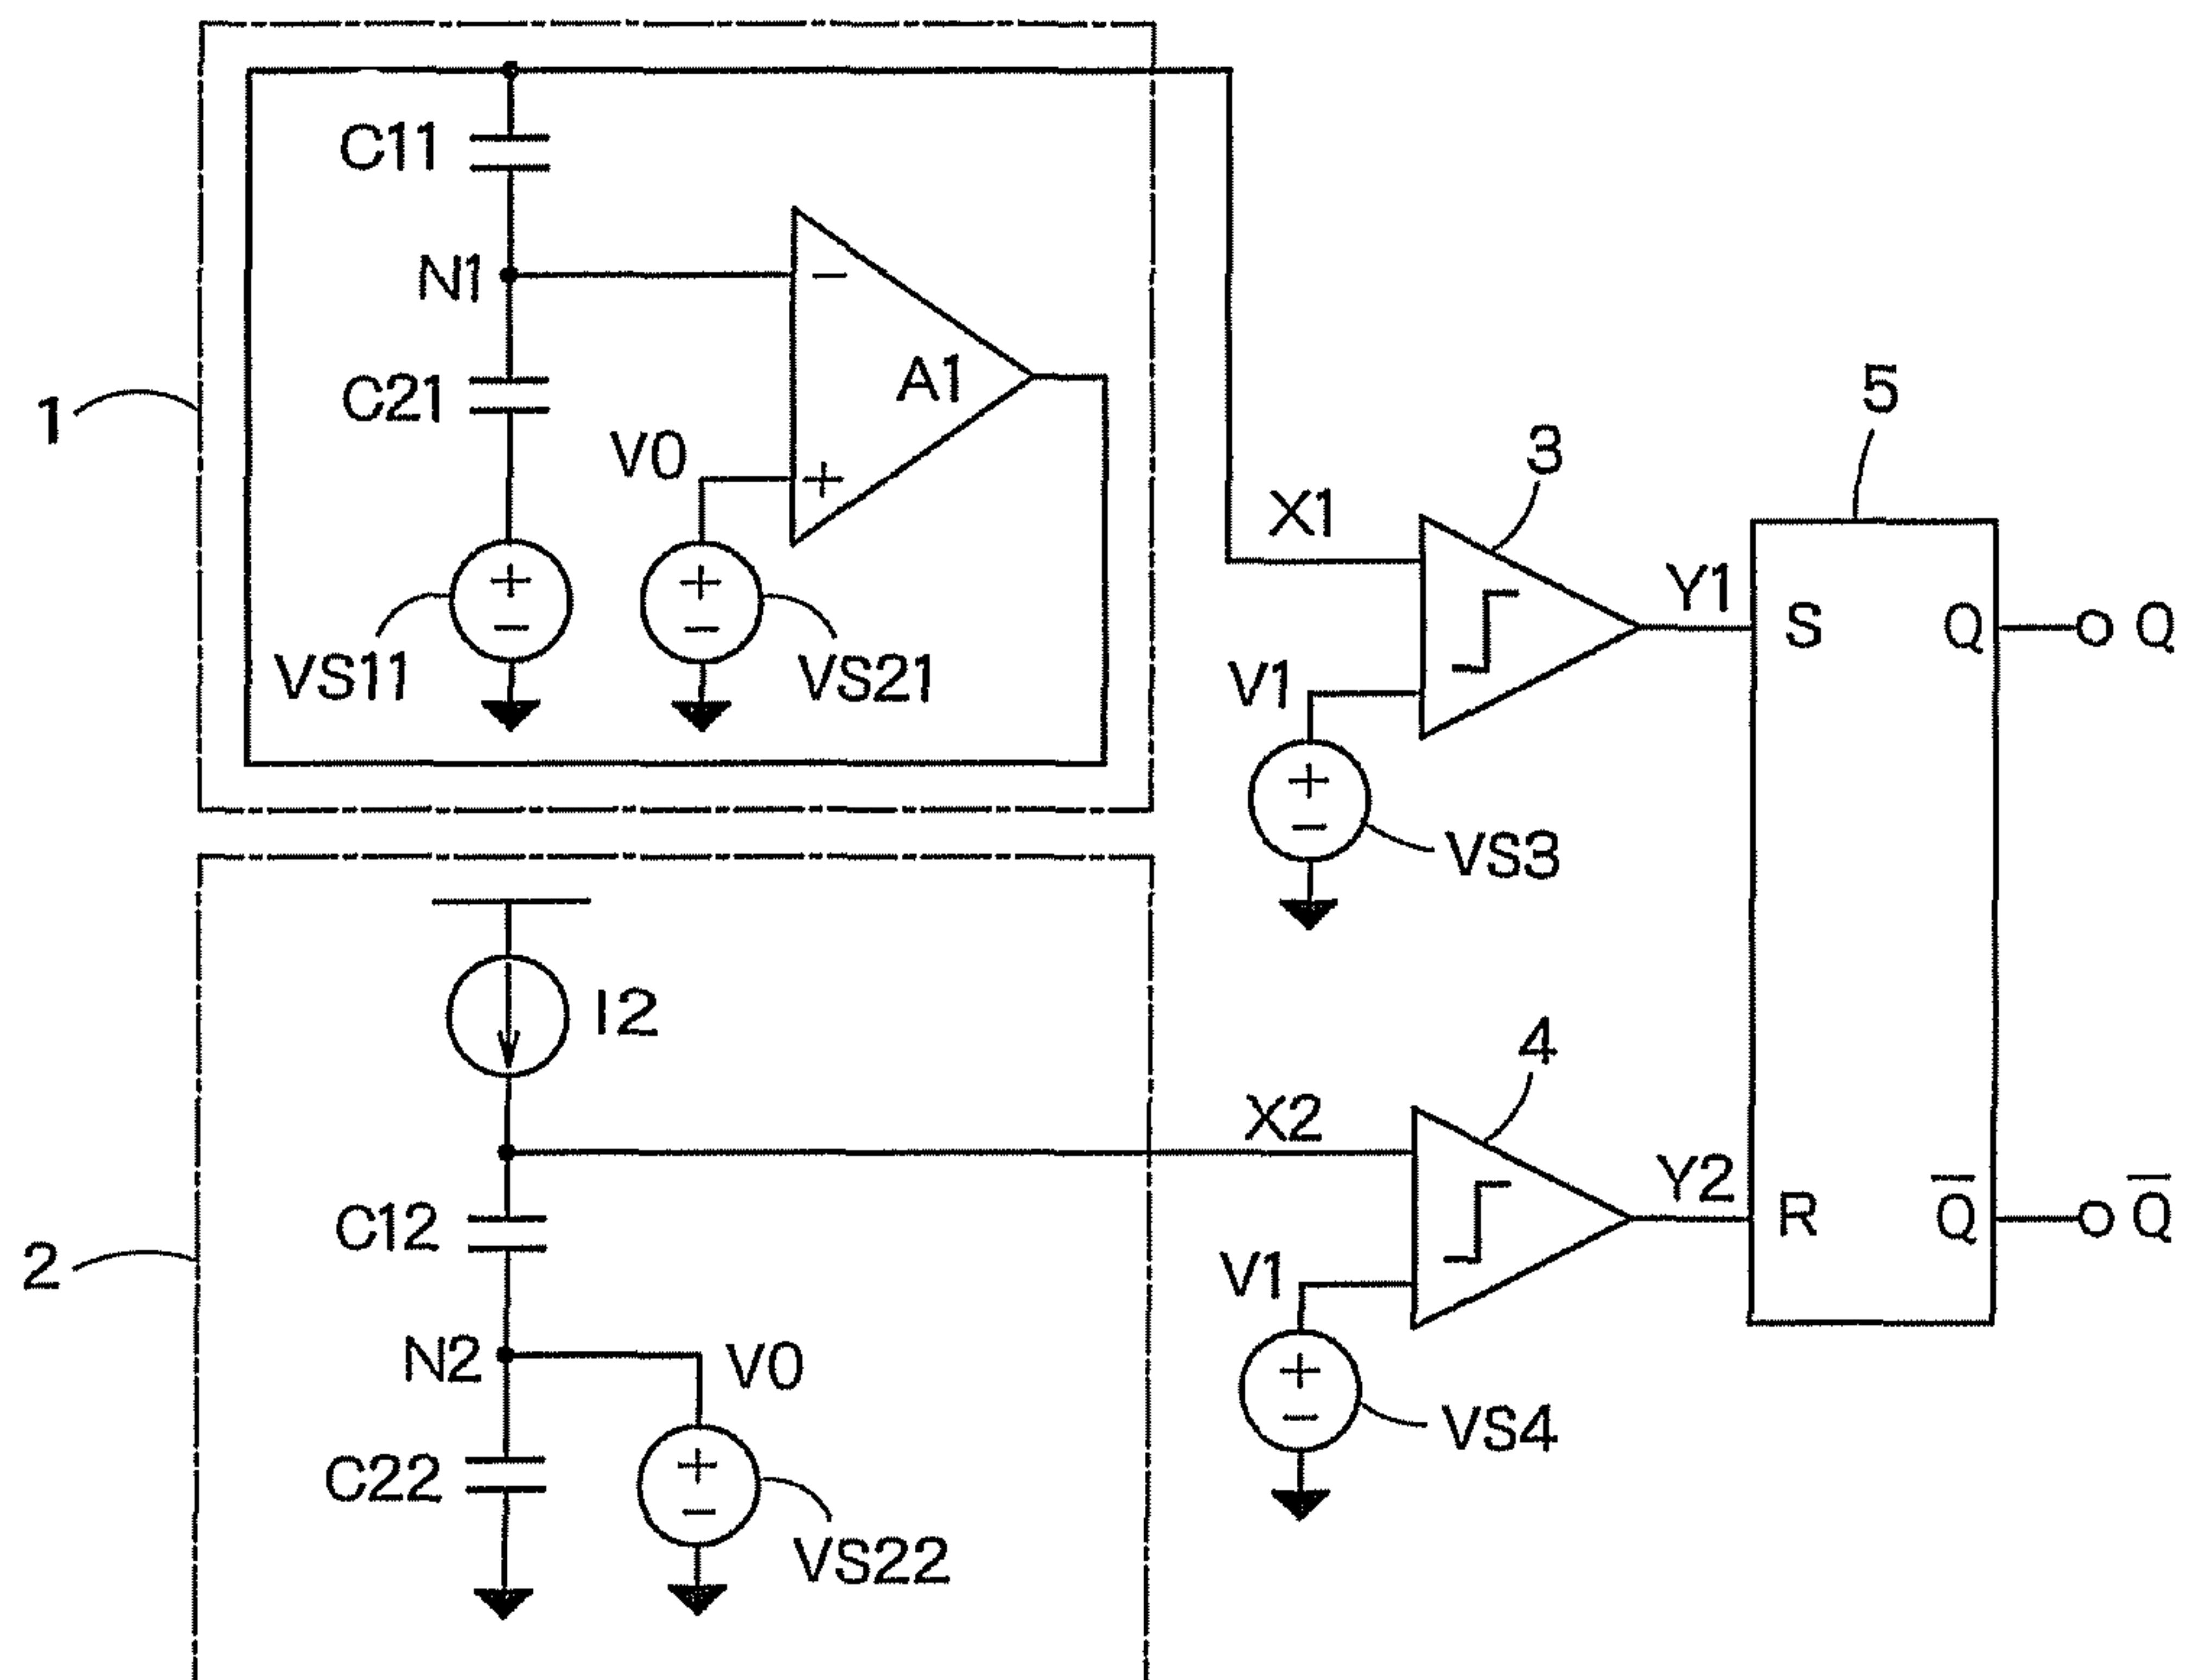 C11
N1
C21
A1
V0
VS11
VS21
1
X1
3
5
Y1
S
Q
Q
V1
VS3
I2
X2
4
Y2
R
Q̅
Q̅
C12
2
N2
V0
V1
VS4
C22
VS22